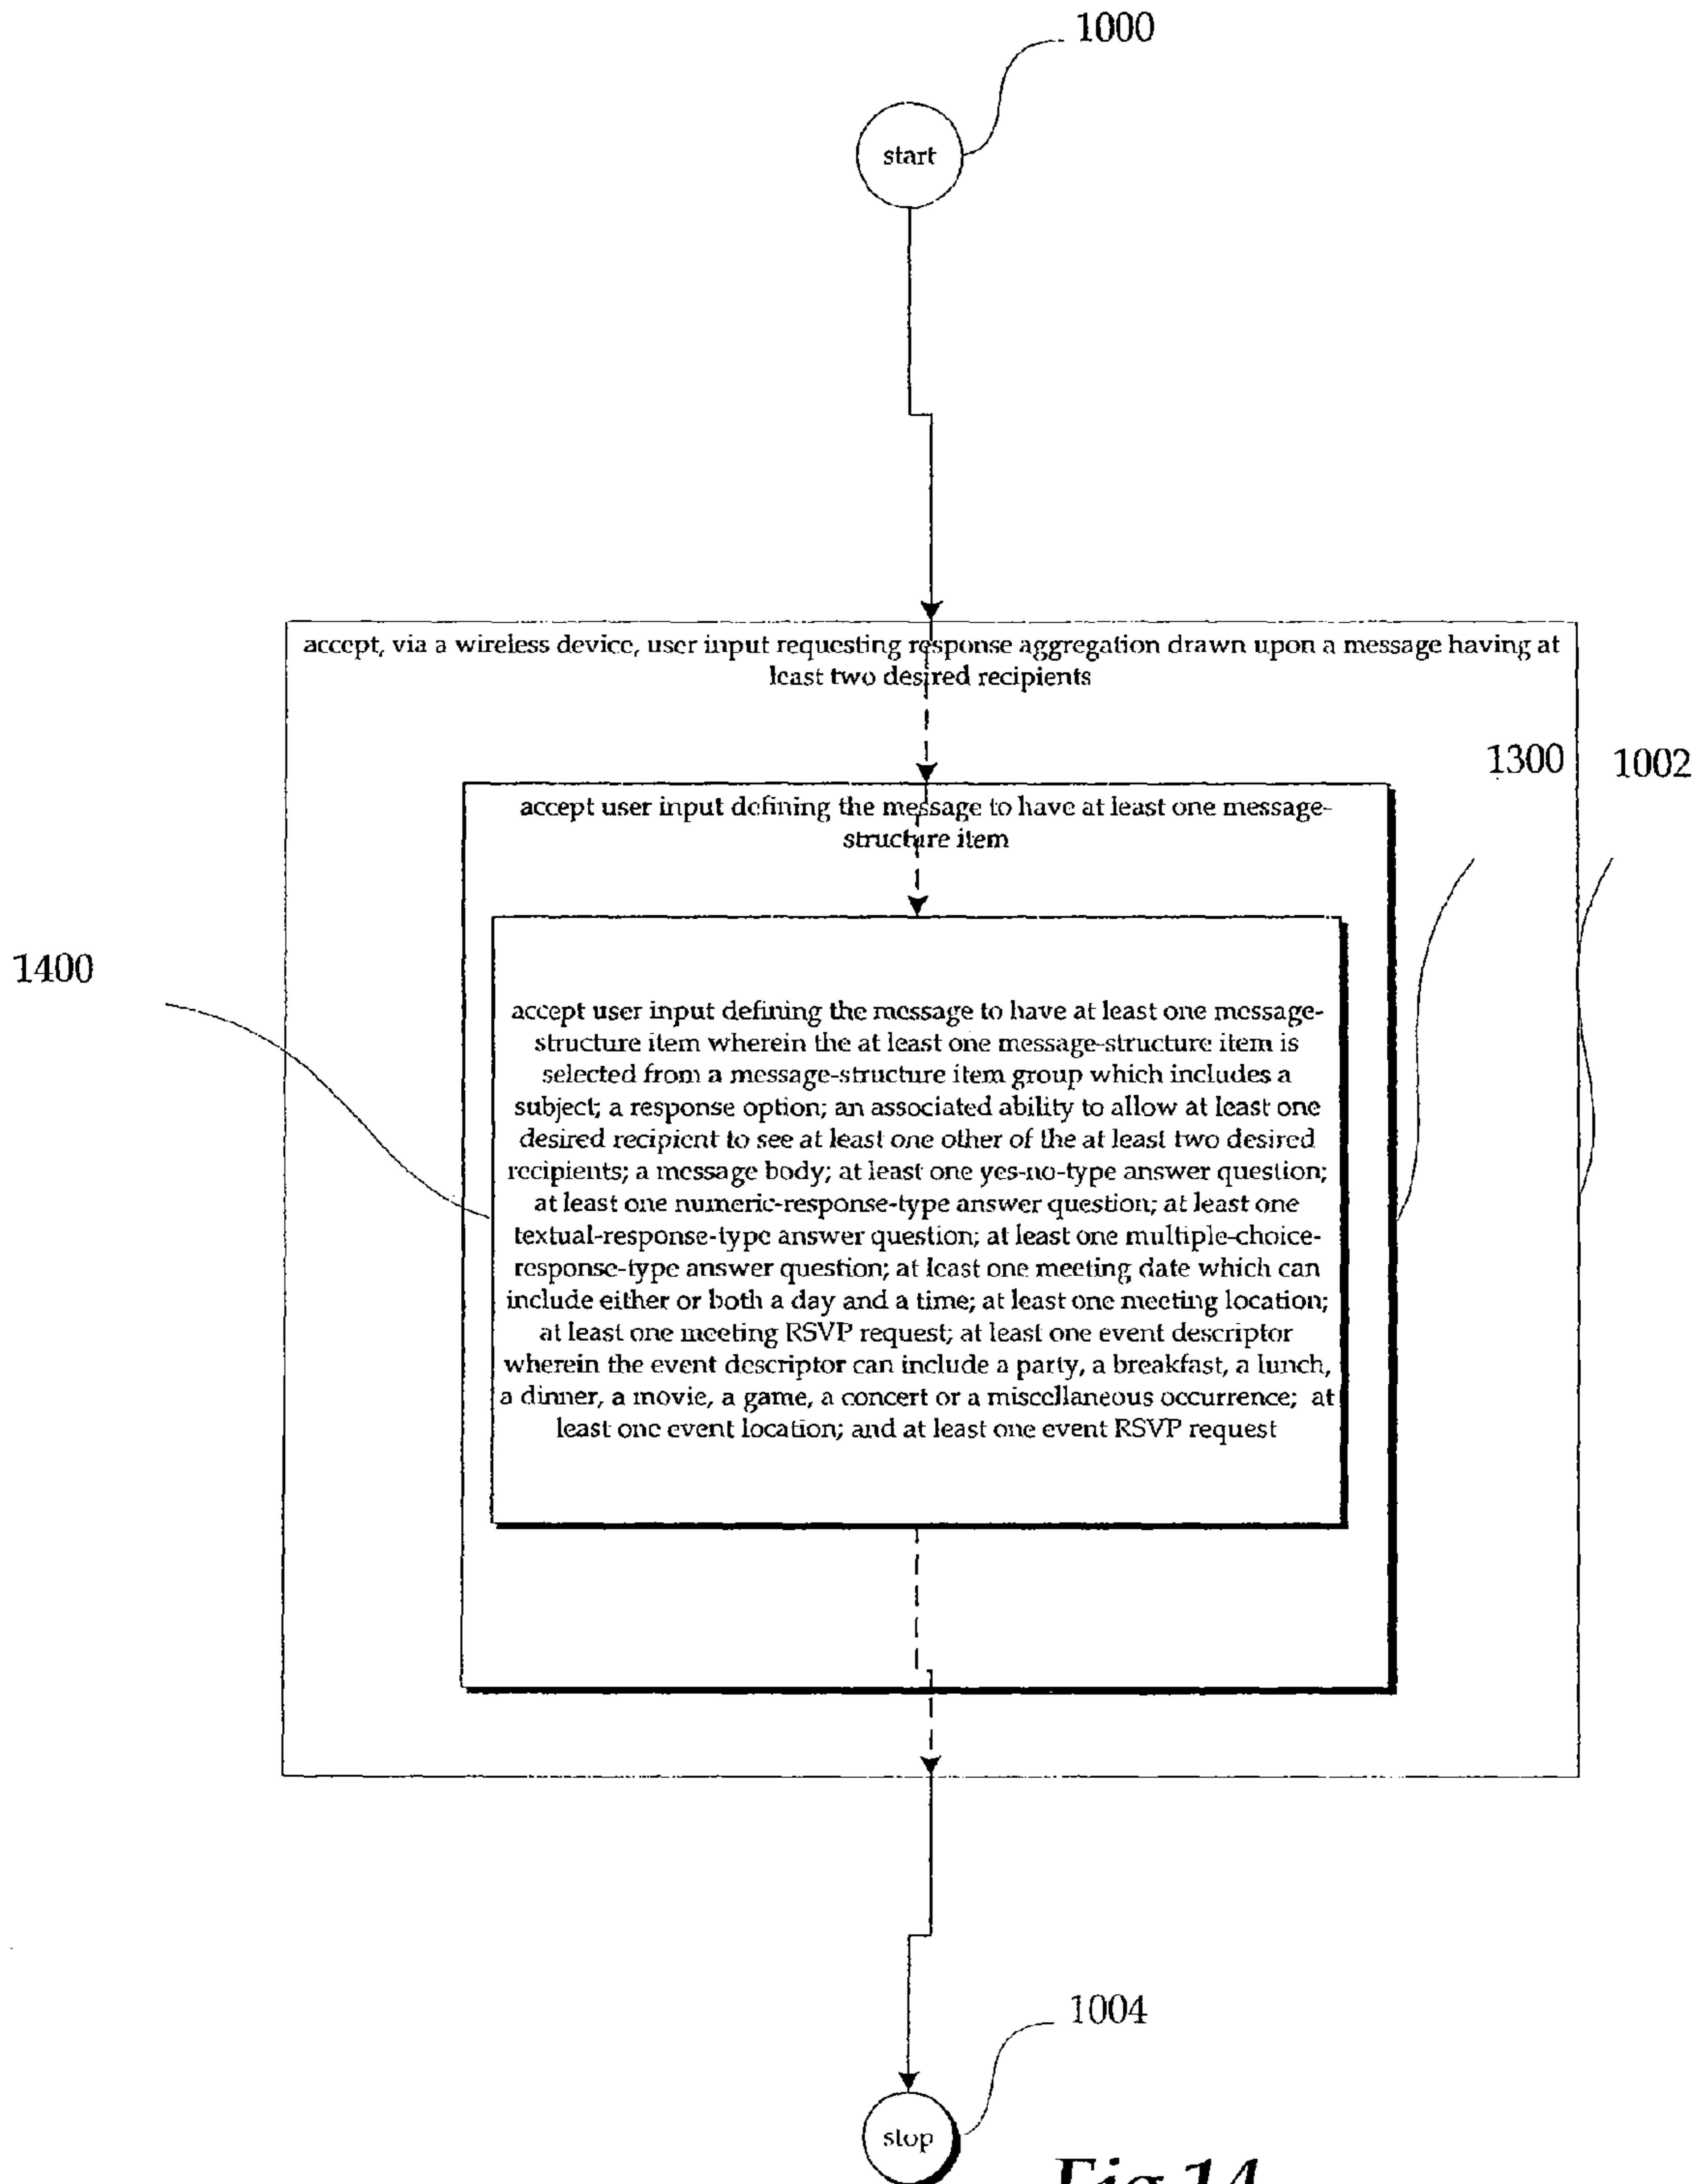 1000
start
accept, via a wireless device, user input requesting response aggregation drawn upon a message having at
least two desired recipients
1300
1002
accept user input defining the message to have at least one message-
structure item
1400
accept user input defining the message to have at least one message-
structure item wherein the at least one message-structure item is
selected from a message-structure item group which includes a
subject; a response option; an associated ability to allow at least one
desired recipient to see at least one other of the at least two desired
recipients; a message body; at least one yes-no-type answer question;
at least one numeric-response-type answer question; at least one
textual-response-type answer question; at least one multiple-choice-
response-type answer question; at least one meeting date which can
include either or both a day and a time; at least one meeting location;
at least one meeting RSVP request; at least one event descriptor
wherein the event descriptor can include a party, a breakfast, a lunch,
a dinner, a movie, a game, a concert or a miscellaneous occurrence; at
least one event location; and at least one event RSVP request
1004
stop
Fig 14